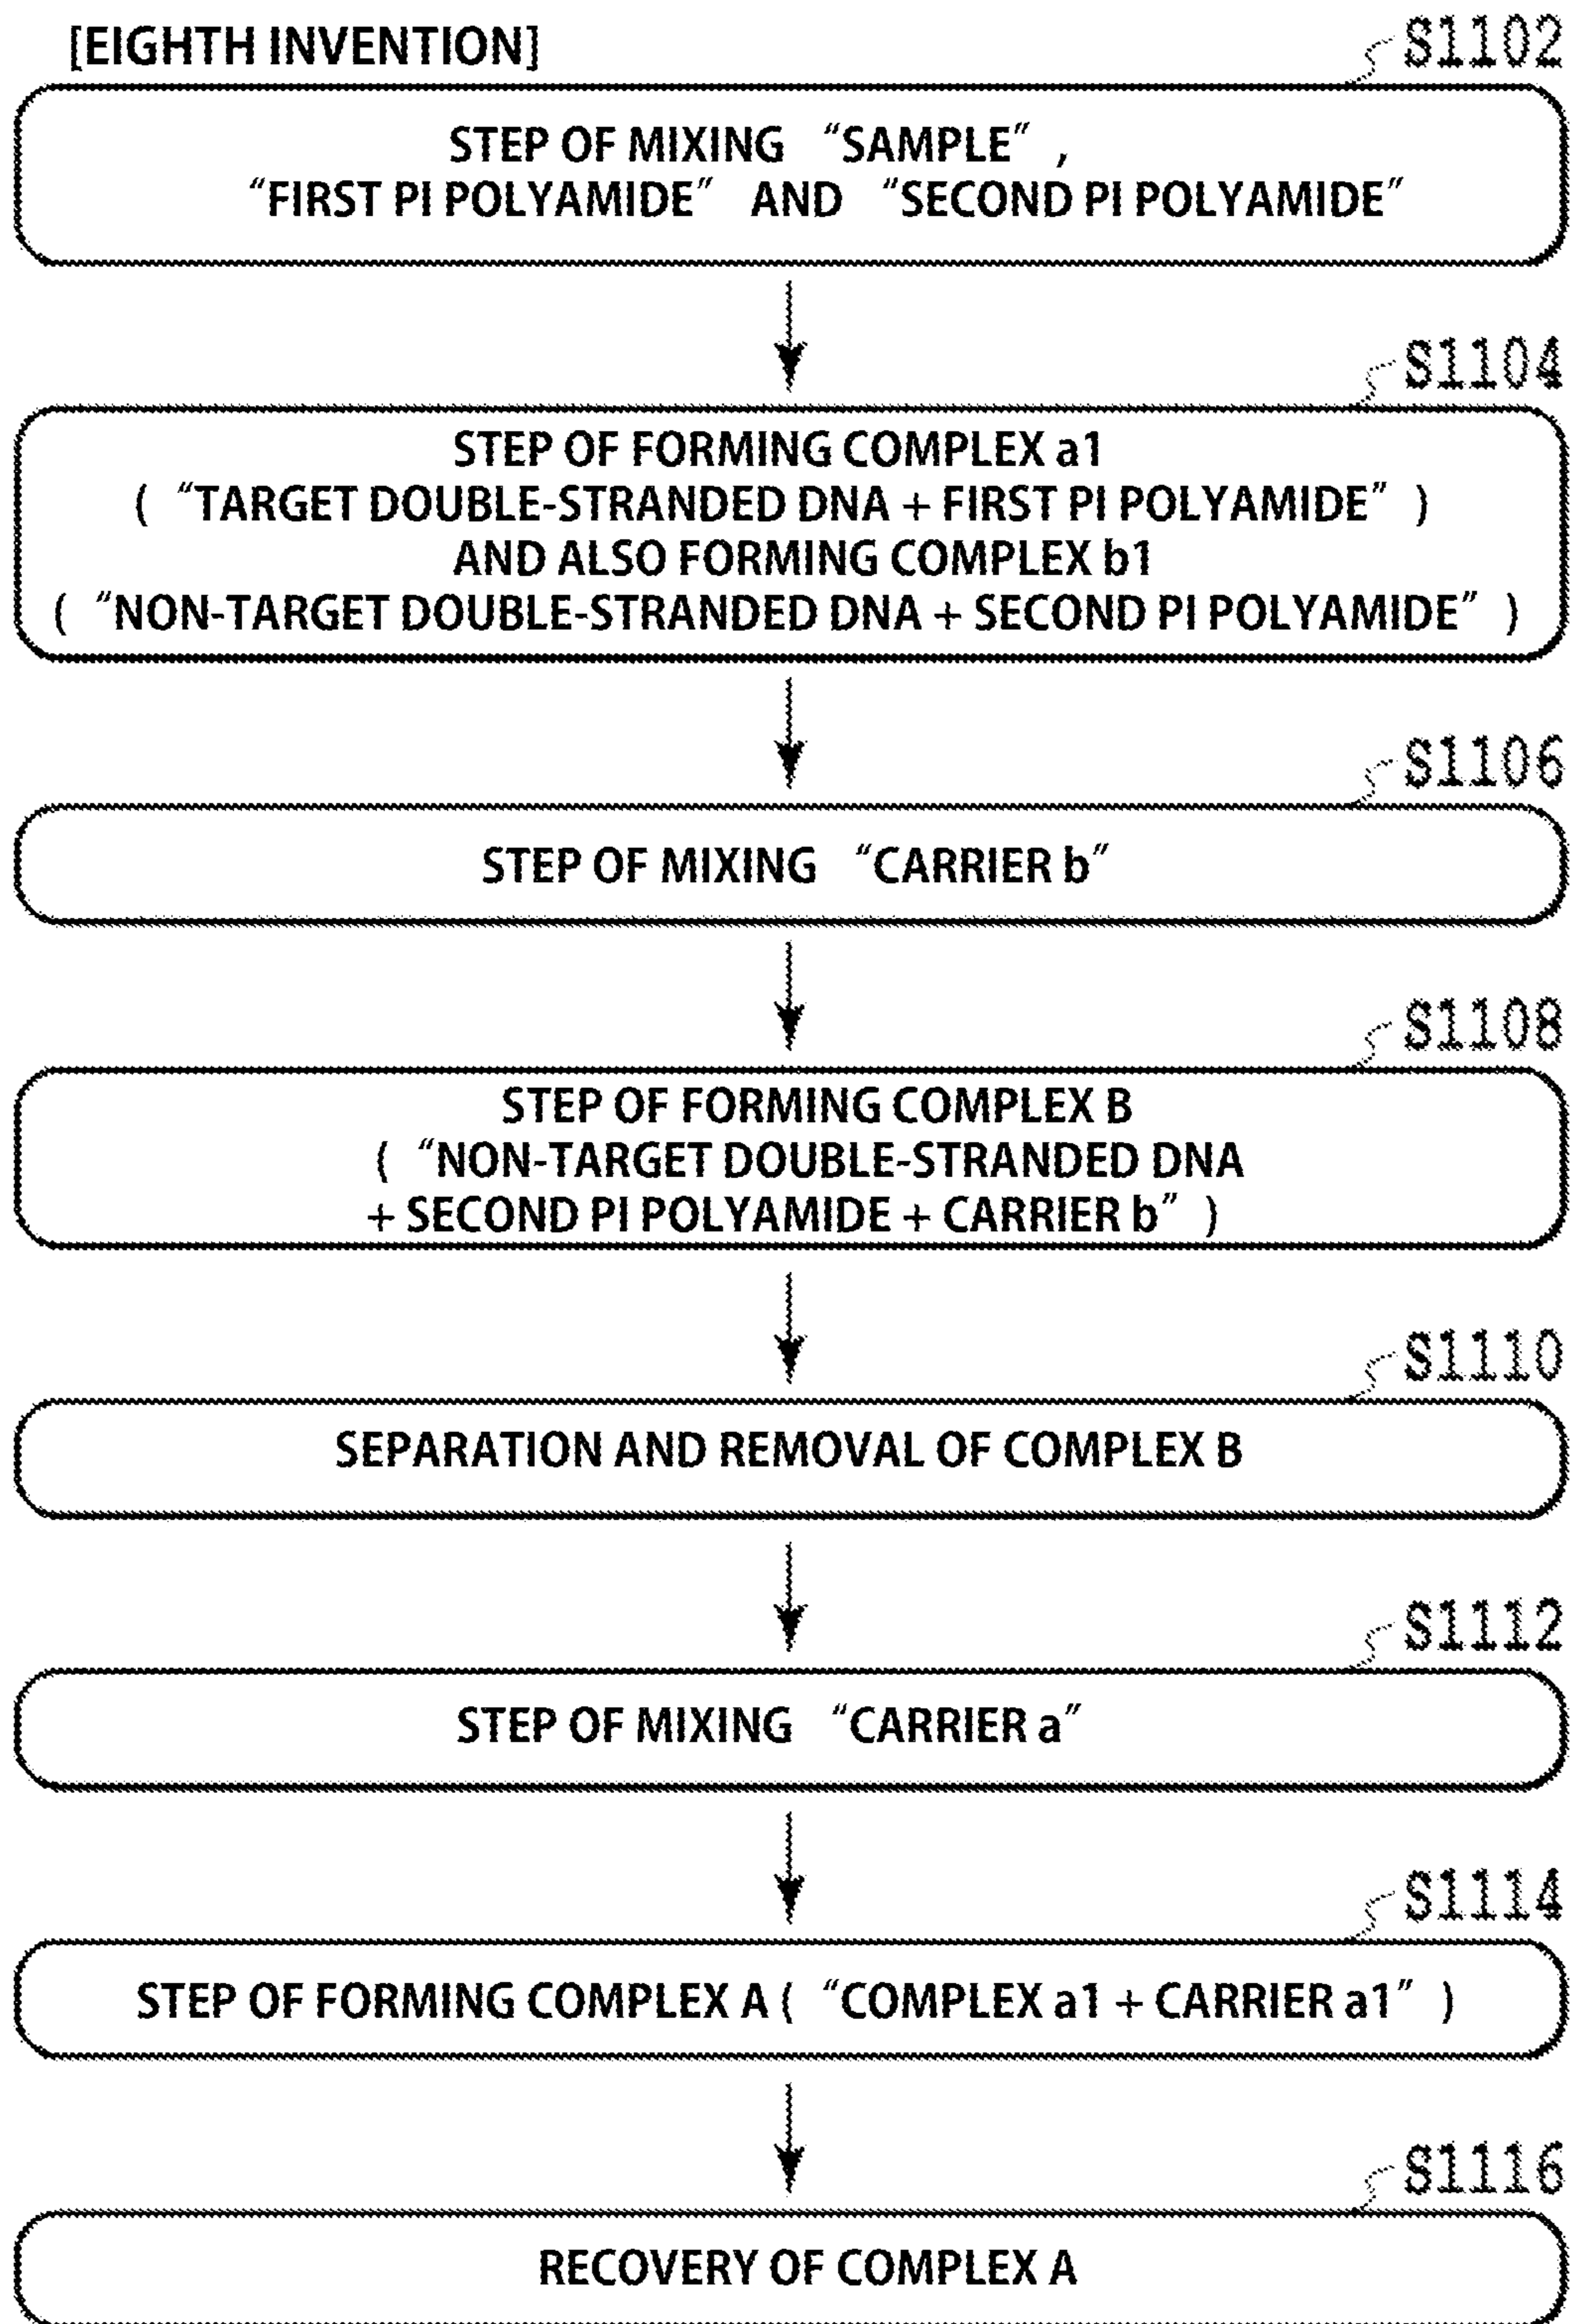 [EIGHTH INVENTION]
S1102
STEP OF MIXING “SAMPLE”,
“FIRST PI POLYAMIDE” AND “SECOND PI POLYAMIDE”
S1104
STEP OF FORMING COMPLEX a1
( “TARGET DOUBLE-STRANDED DNA + FIRST PI POLYAMIDE” )
AND ALSO FORMING COMPLEX b1
( “NON-TARGET DOUBLE-STRANDED DNA + SECOND PI POLYAMIDE” )
S1106
STEP OF MIXING “CARRIER b”
S1108
STEP OF FORMING COMPLEX B
( “NON-TARGET DOUBLE-STRANDED DNA
+ SECOND PI POLYAMIDE + CARRIER b” )
S1110
SEPARATION AND REMOVAL OF COMPLEX B
S1112
STEP OF MIXING “CARRIER a”
S1114
STEP OF FORMING COMPLEX A ( “COMPLEX a1 + CARRIER a1” )
S1116
RECOVERY OF COMPLEX A